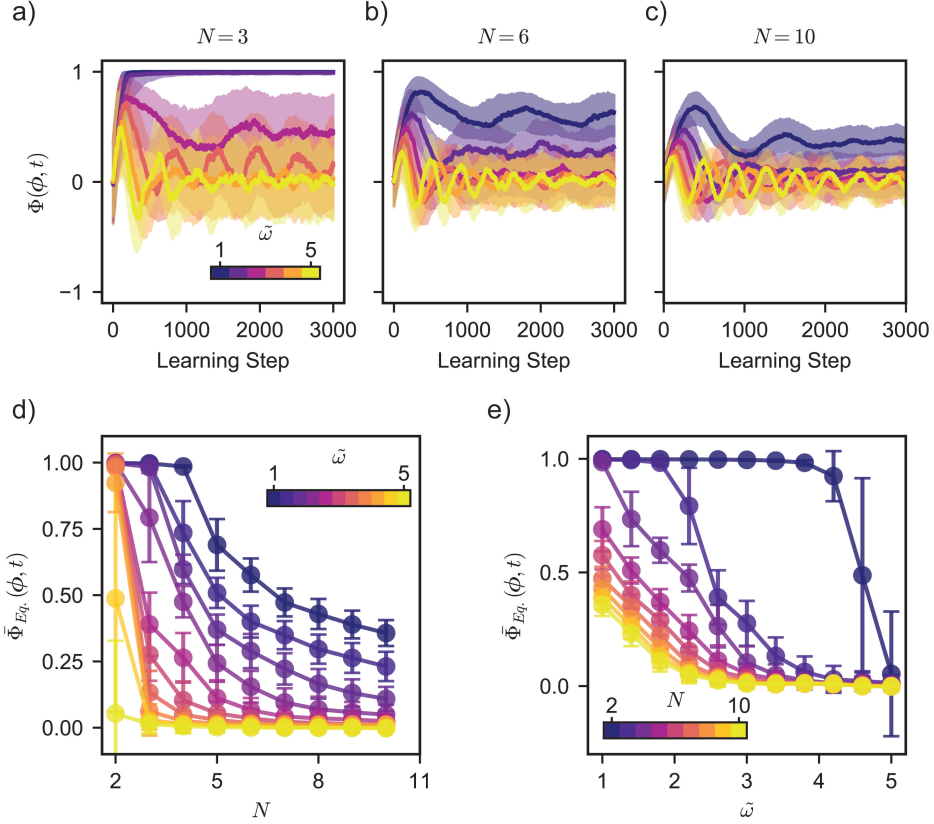 a)
N = 3
Φ(ϕ, t)
1
0
−1
0
1000
2000
3000
Learning Step
ω̃
1
5
b)
N = 6
0
1000
2000
3000
Learning Step
c)
N = 10
0
1000
2000
3000
Learning Step
d)
Φ̄Eq. (ϕ, t)
1.00
0.75
0.50
0.25
0.00
2
5
8
11
N
ω̃
1
5
e)
Φ̄Eq. (ϕ, t)
1.0
0.5
0.0
1
2
3
4
5
ω̃
N
2
10